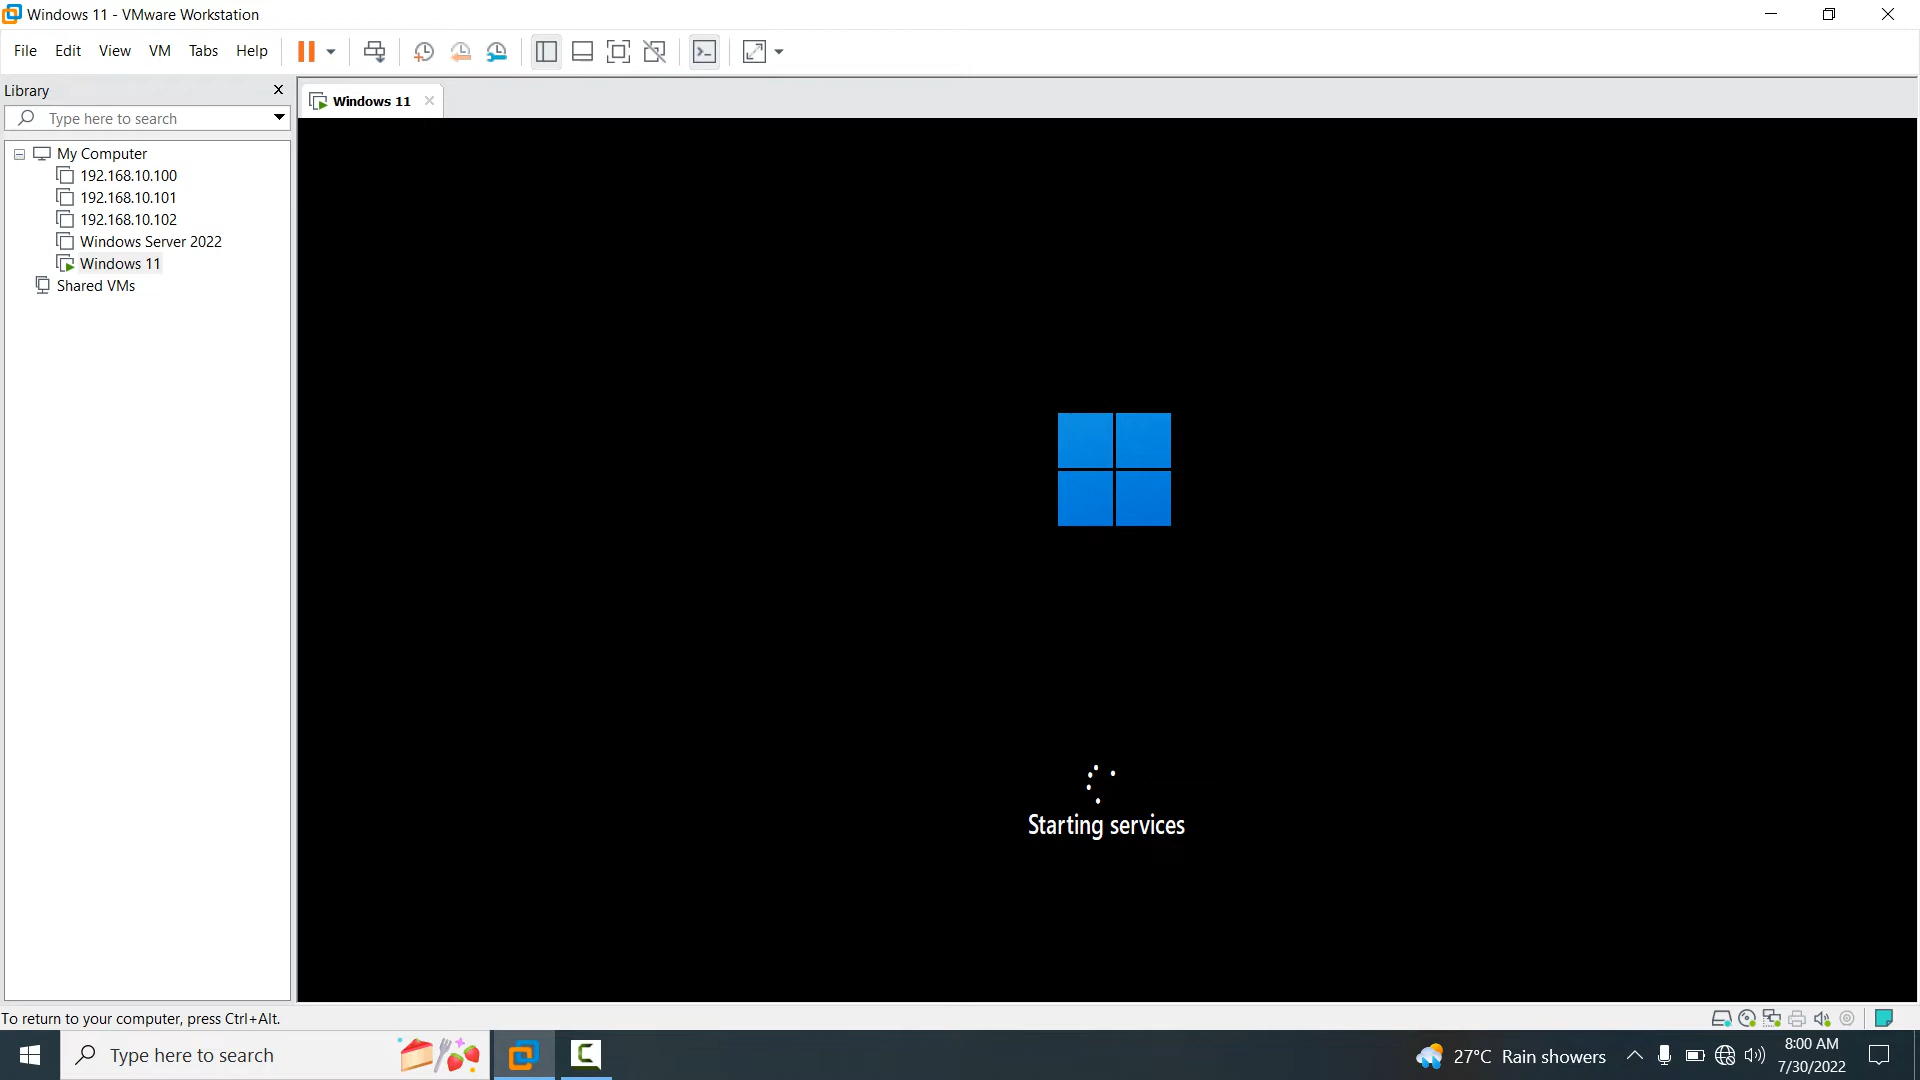 Windows 11 - VMware Workstation
File Edit View VM Tabs Help
Library
Type here to search
My Computer
192.168.10.100
192.168.10.101
192.168.10.102
Windows Server 2022
Windows 11
Shared VMs
Windows 11
Starting services
To return to your computer, press Ctrl+Alt.
Type here to search
27°C Rain showers
8:00 AM
7/30/2022